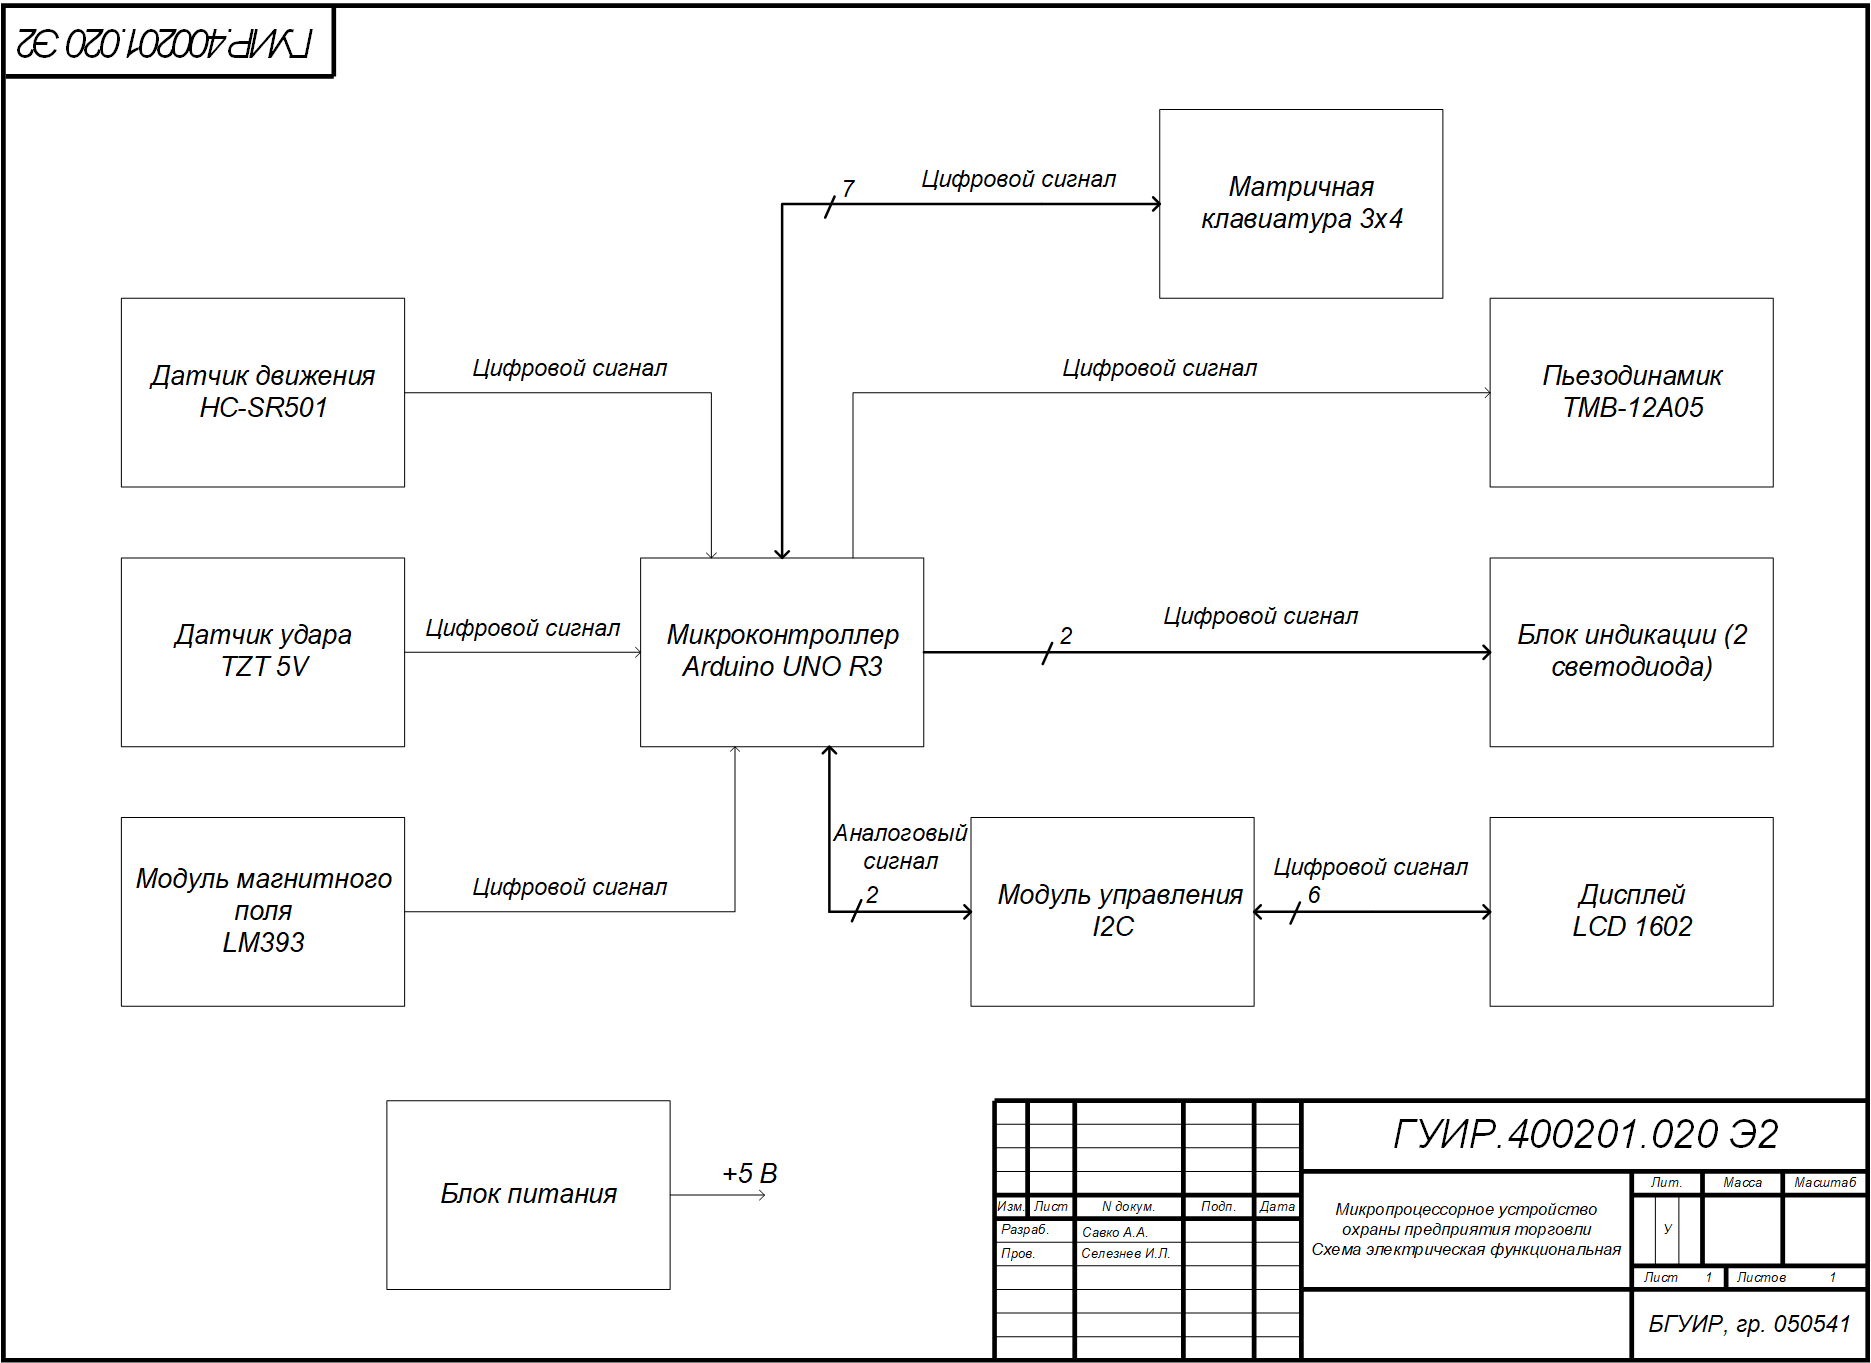 ГУИР.400201.020 Э2
7
Цифровой сигнал
Матричная
клавиатура 3х4
Датчик движения
HC-SR501
Цифровой сигнал
Цифровой сигнал
Пьезодинамик
TMB-12A05
Датчик удара
TZT 5V
Цифровой сигнал
Микроконтроллер
Arduino UNO R3
2
Цифровой сигнал
Блок индикации (2
светодиода)
Модуль магнитного
поля
LM393
Цифровой сигнал
Аналоговый
сигнал
2
Модуль управления
I2C
Цифровой сигнал
6
Дисплей
LCD 1602
Блок питания
+5 В
ГУИР.400201.020 Э2
Изм. Лист N докум. Подп. Дата
Разраб. Савко А.А.
Пров. Селезнев И.Л.
Микропроцессорное устройство
охраны предприятия торговли
Схема электрическая функциональная
Лит. Масса Масштаб
У
Лист 1 Листов 1
БГУИР, гр. 050541